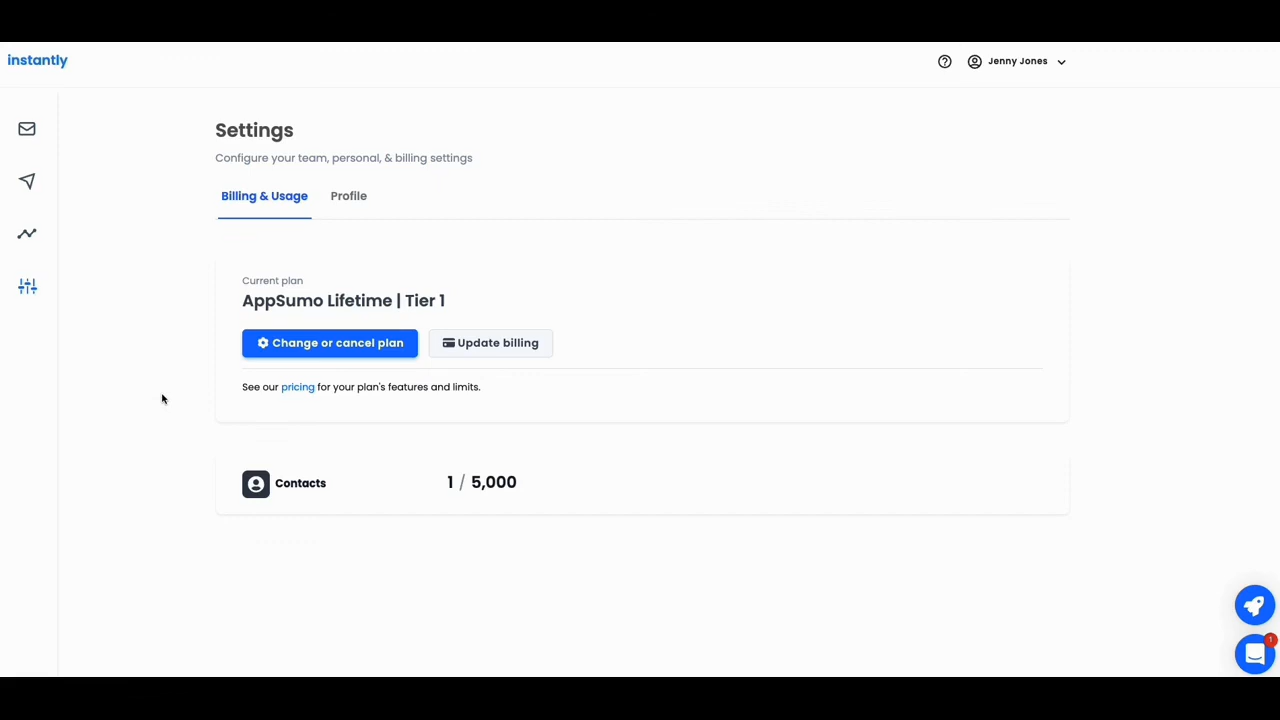 instantly
Jenny Jones
Settings
Configure your team, personal, & billing settings
Billing & Usage Profile
Current plan
AppSumo Lifetime | Tier 1
Change or cancel plan Update billing
See our pricing for your plan's features and limits.
Contacts 1 / 5,000
1